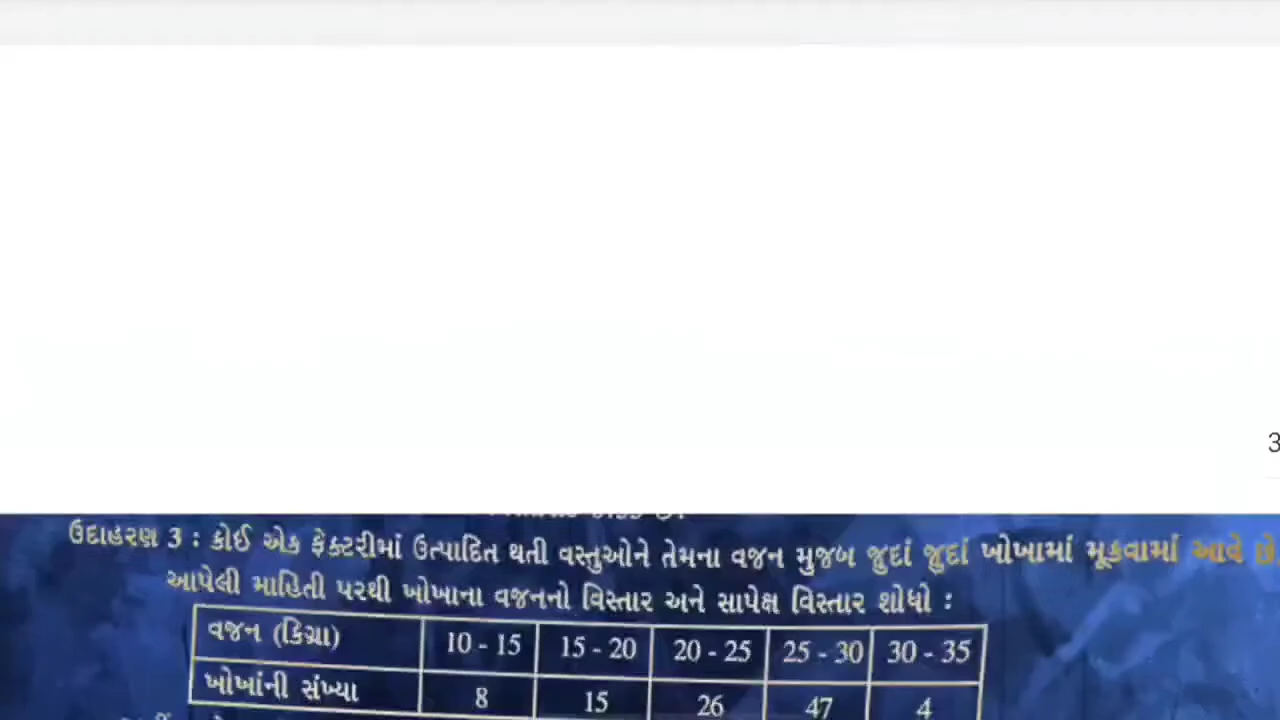 3
ઉદાહરણ 3 : કોઈ એક ફેક્ટરીમાં ઉત્પાદિત થતી વસ્તુઓને તેમના વજન મુજબ જુદાં જુદાં ખોખામાં મૂકવામાં આવે છે
આપેલી માહિતી પરથી ખોખાના વજનનો વિસ્તાર અને સાપેક્ષ વિસ્તાર શોધો :
વજન (કિગ્રા) 10 - 15 15 - 20 20 - 25 25 - 30 30 - 35
ખોખાંની સંખ્યા 8 15 26 47 4